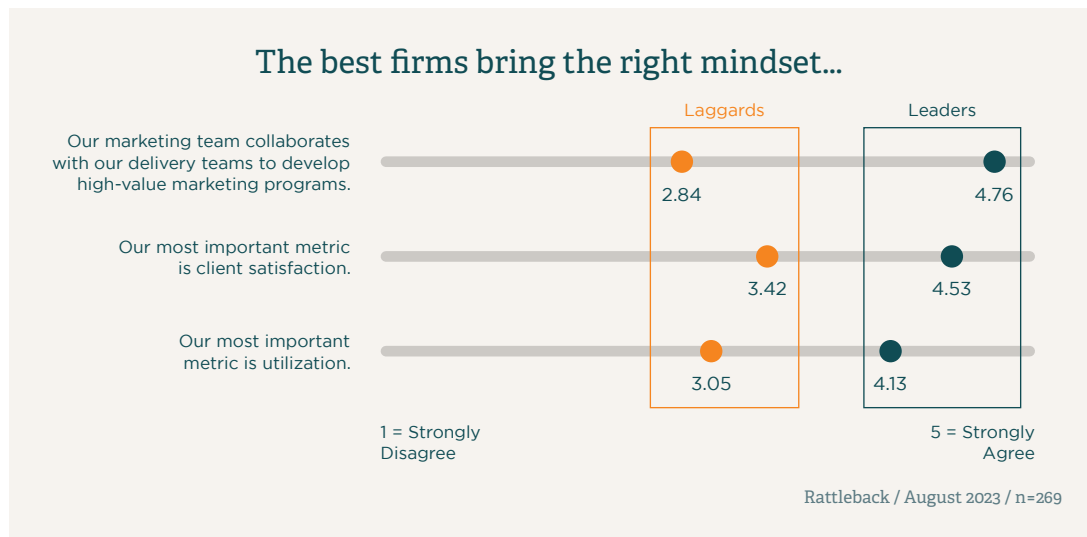 The best firms bring the right mindset...
Laggards
Leaders
Our marketing team collaborates
with our delivery teams to develop
high-value marketing programs.
2.84
4.76
Our most important metric
is client satisfaction.
3.42
4.53
Our most important
metric is utilization.
3.05
4.13
1 = Strongly
Disagree
5 = Strongly
Agree
Rattleback / August 2023 / n=269